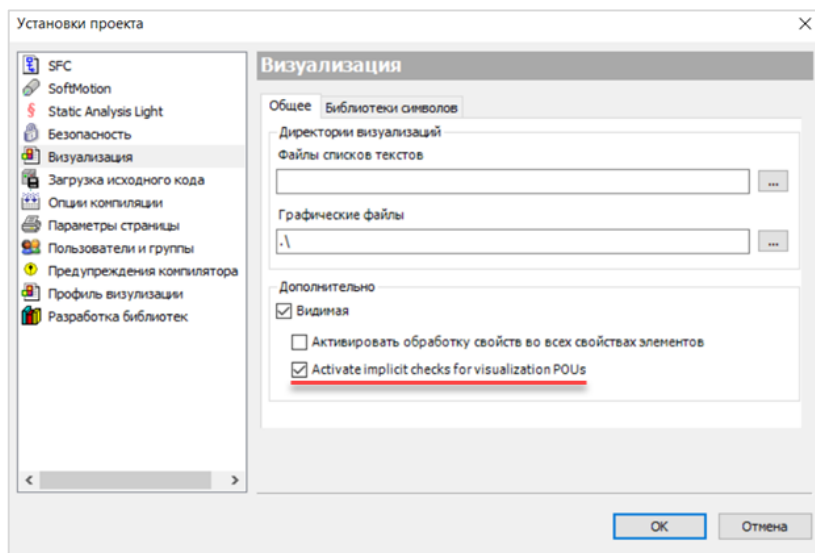 Установки проекта
SFC
SoftMotion
Static Analysis Light
Безопасность
Визуализация
Загрузка исходного кода
Опции компиляции
Параметры страницы
Пользователи и группы
Предупреждения компилятора
Профиль визулизации
Разработка библиотек
Визуализация
Общее Библиотеки символов
Директории визуализаций
Файлы списков текстов
...
Графические файлы
.\ ...
Дополнительно
Видимая
Активировать обработку свойств во всех свойствах элементов
Activate implicit checks for visualization POUs
OK Отмена